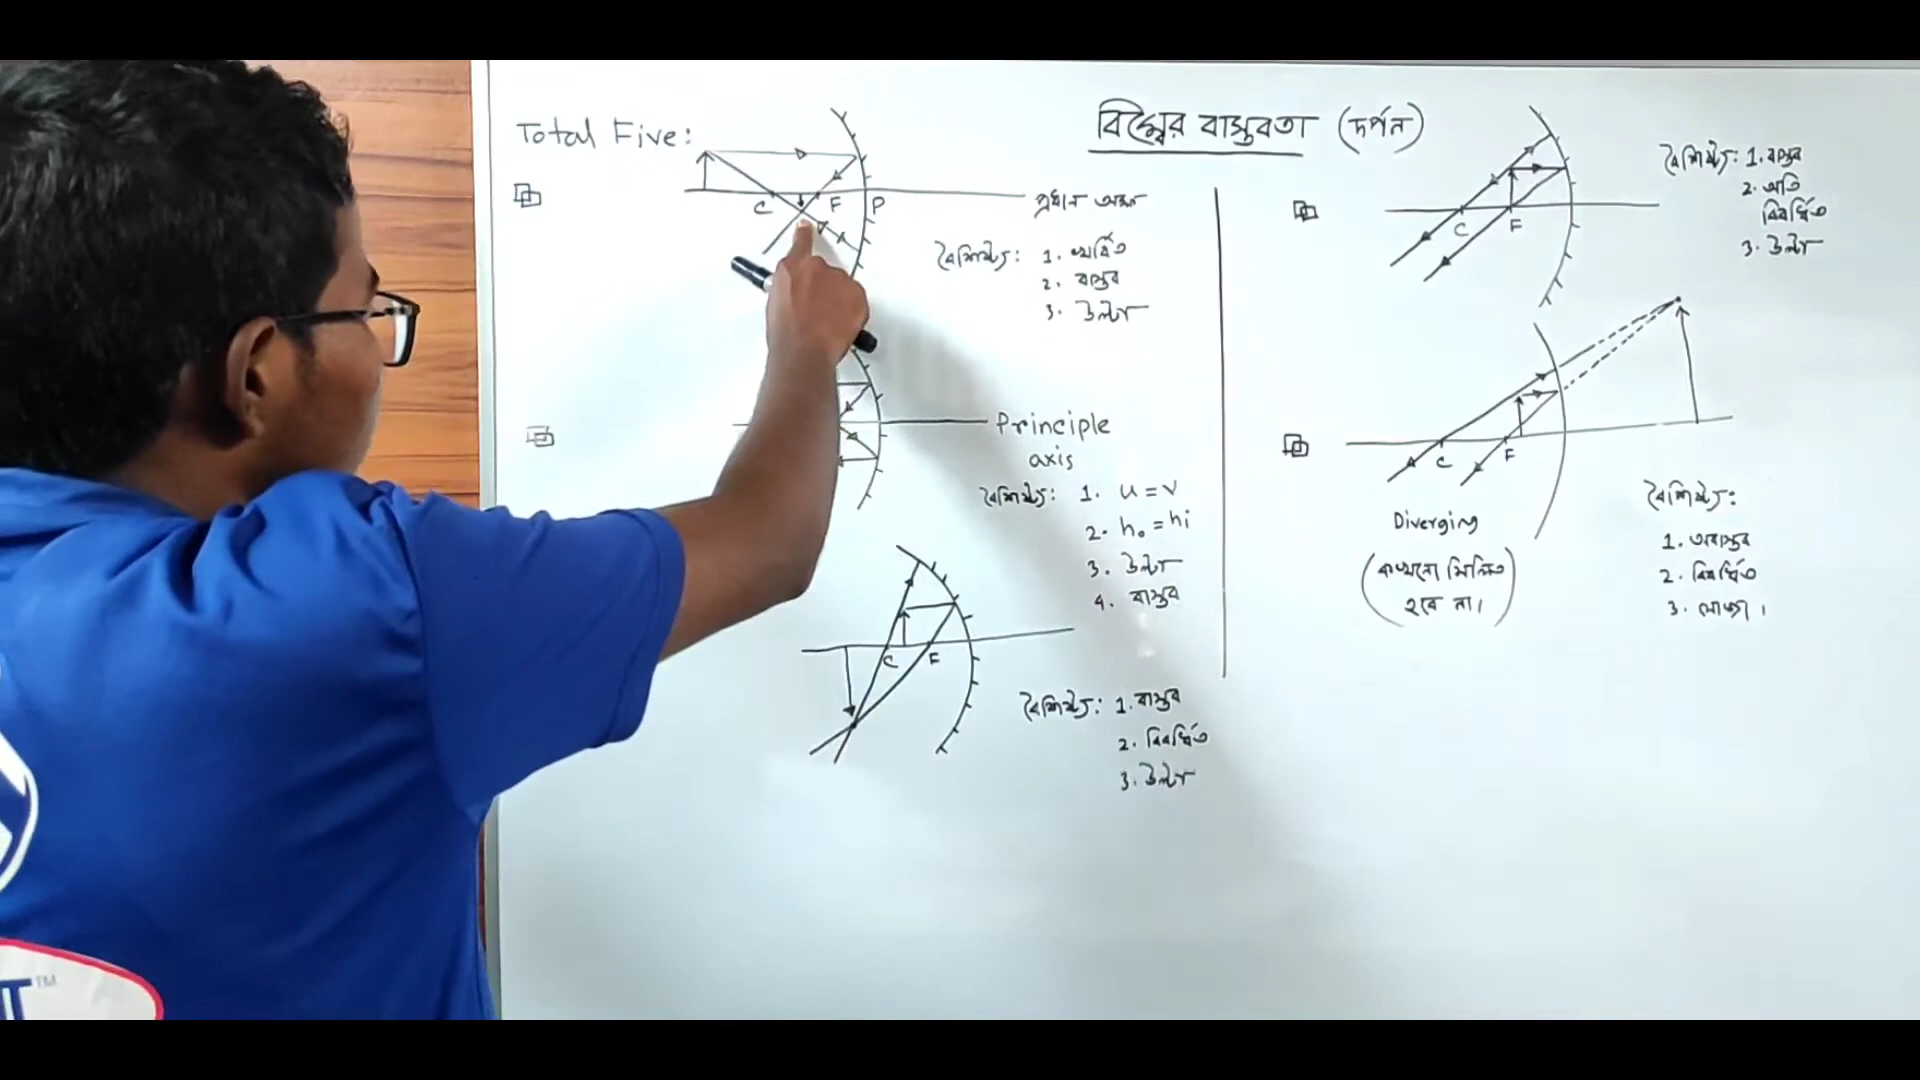 Total Five:
বিম্বের বাস্তবতা (দর্পন)
C F P
প্রধান অক্ষ
বৈশিষ্ট্য: 1. খর্বিত
2. বাস্তব
3. উল্টা
Principle
axis
বৈশিষ্ট্য: 1. u = v
2. h₀ = hi
3. উল্টা
4. বাস্তব
C F
বৈশিষ্ট্য: 1. বাস্তব
2. বিবর্ধিত
3. উল্টা
C F
বৈশিষ্ট্য: 1. বাস্তব
2. অতি
বিবর্ধিত
3. উল্টা
C F
Diverging
(কখনো মিলিত
হবে না।)
বৈশিষ্ট্য:
1. অবাস্তব
2. বিবর্ধিত
3. সোজা।
TM